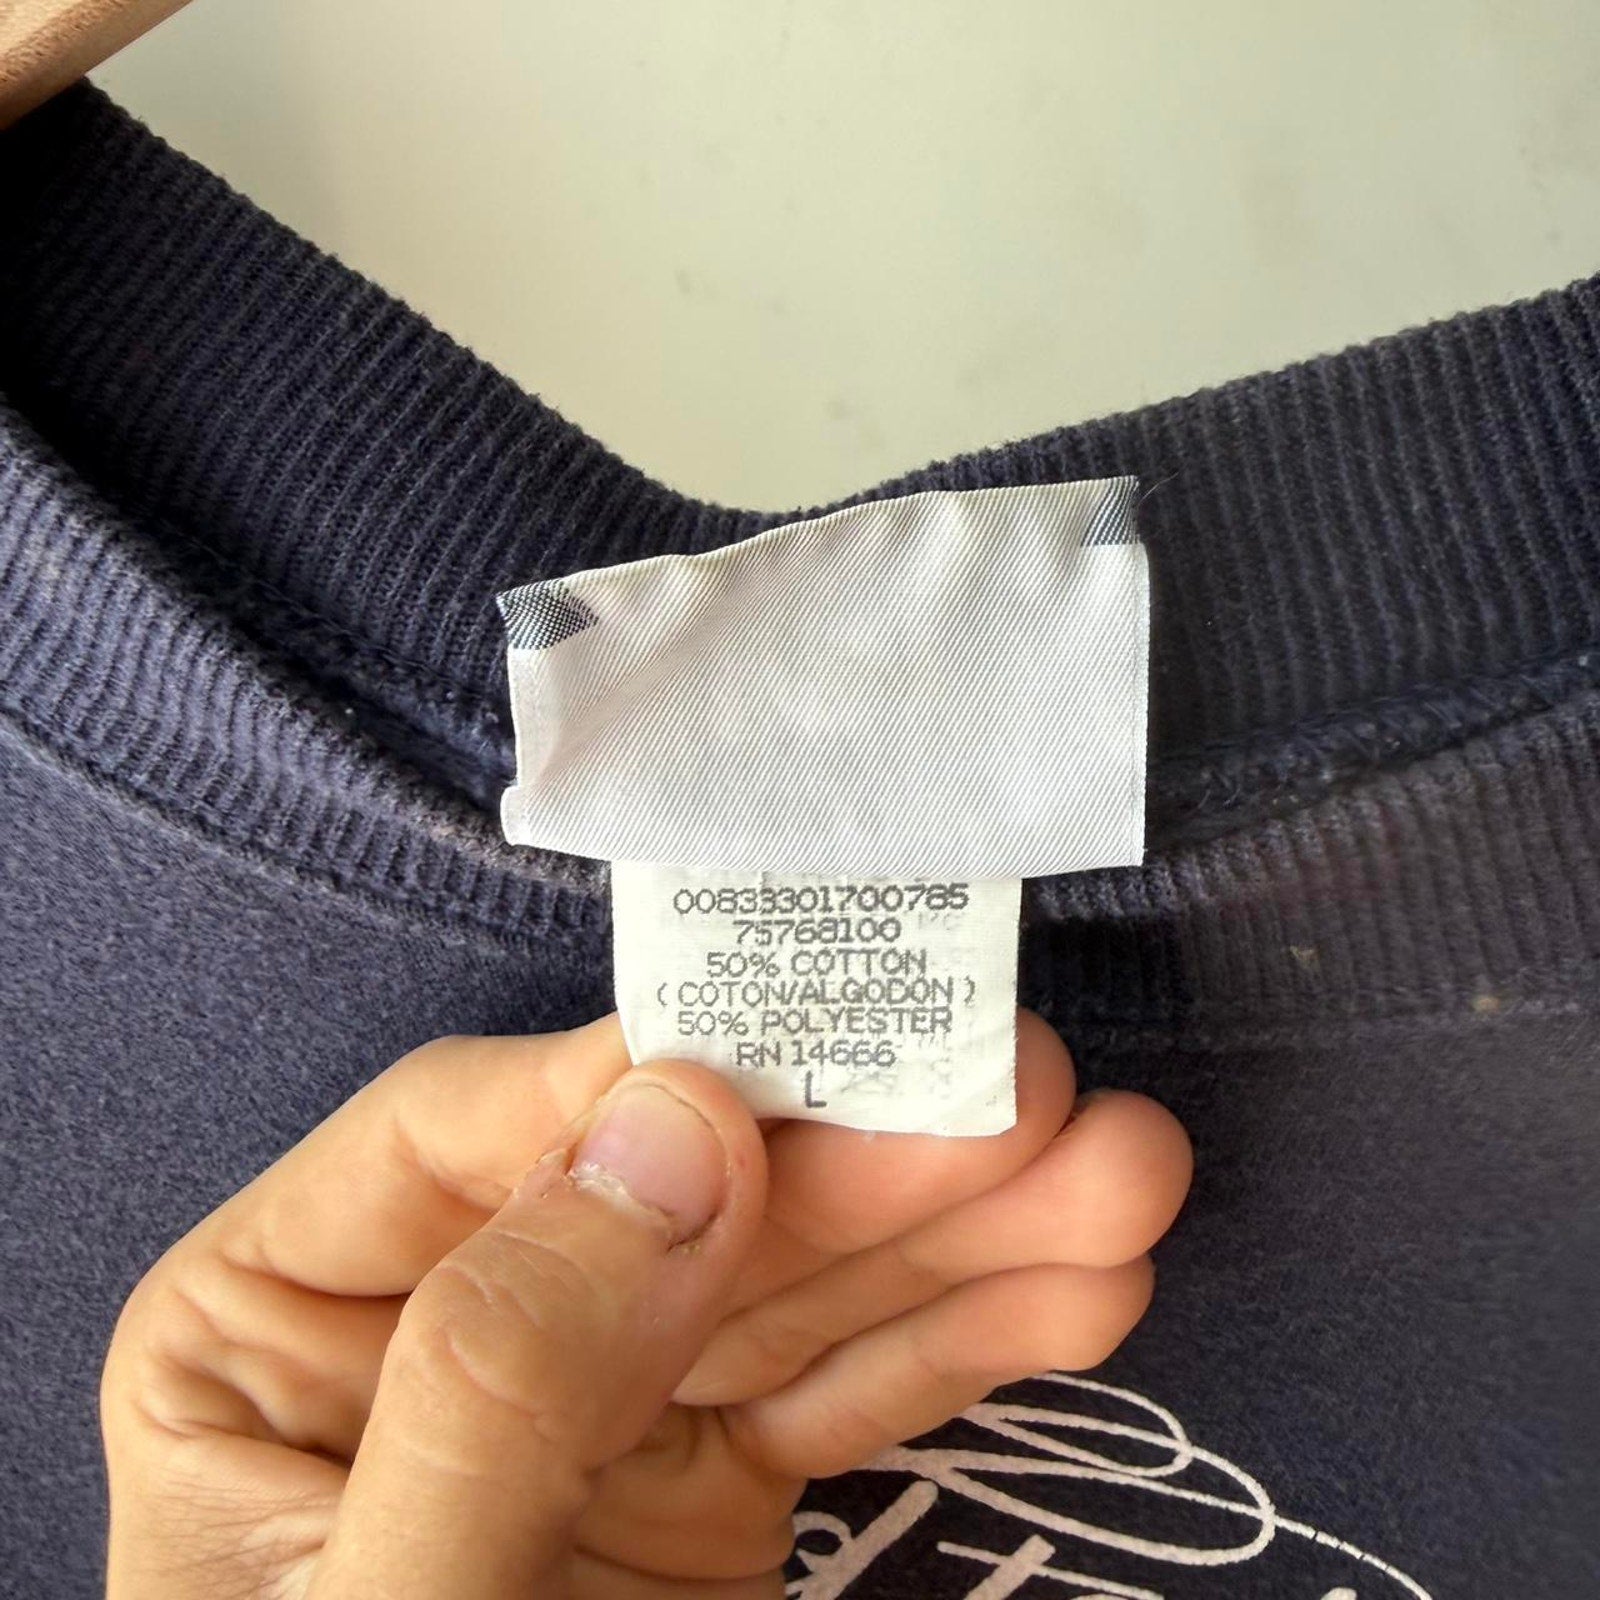 00833301700785
75768100
50% COTTON
(COTON/ALGODON)
50% POLYESTER
RN 14666
L